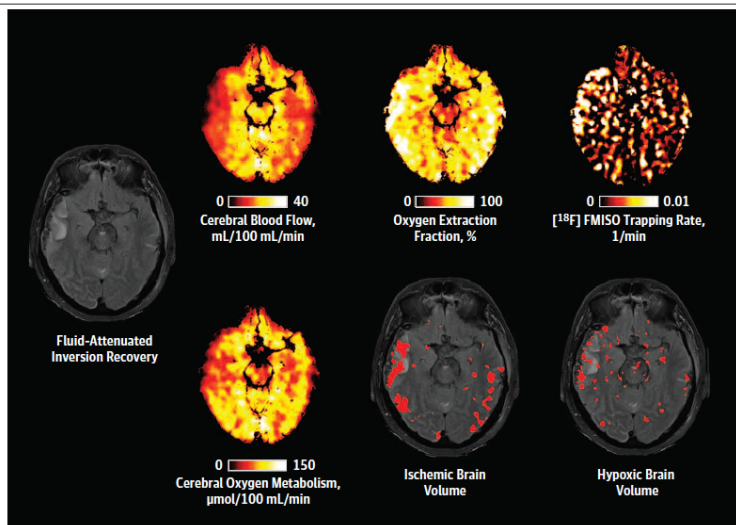 0 40
Cerebral Blood Flow,
mL/100 mL/min
0 100
Oxygen Extraction
Fraction, %
0 0.01
[18F] FMISO Trapping Rate,
1/min
Fluid-Attenuated
Inversion Recovery
0 150
Cerebral Oxygen Metabolism,
μmol/100 mL/min
Ischemic Brain
Volume
Hypoxic Brain
Volume